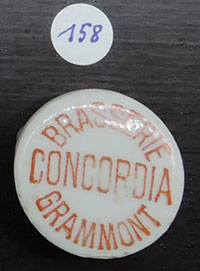 158
BRASSERIE
CONCORDIA
GRAMMONT